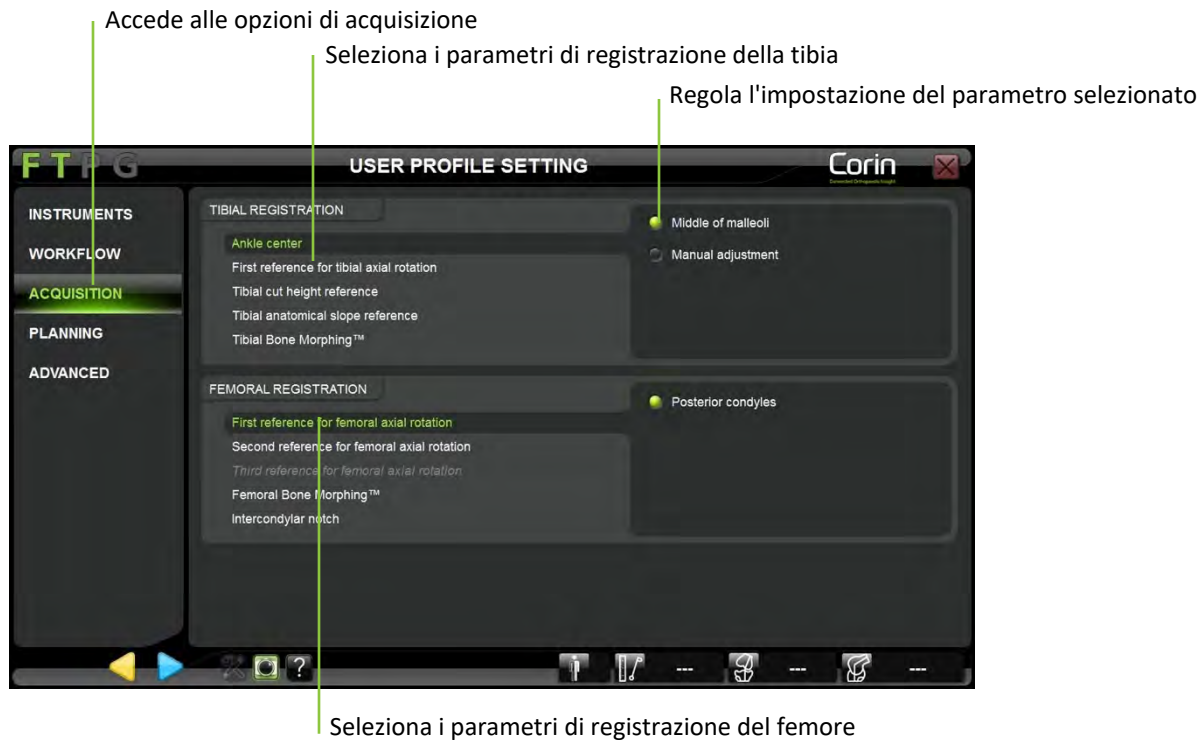 Accede alle opzioni di acquisizione
Seleziona i parametri di registrazione della tibia
Regola l'impostazione del parametro selezionato
F T P G
USER PROFILE SETTING
Corin
INSTRUMENTS
WORKFLOW
ACQUISITION
PLANNING
ADVANCED
TIBIAL REGISTRATION
Ankle center
First reference for tibial axial rotation
Tibial cut height reference
Tibial anatomical slope reference
Tibial Bone Morphing™
Middle of malleoli
Manual adjustment
FEMORAL REGISTRATION
First reference for femoral axial rotation
Second reference for femoral axial rotation
Third reference for femoral axial rotation
Femoral Bone Morphing™
Intercondylar notch
Posterior condyles
?
--- --- ---
Seleziona i parametri di registrazione del femore